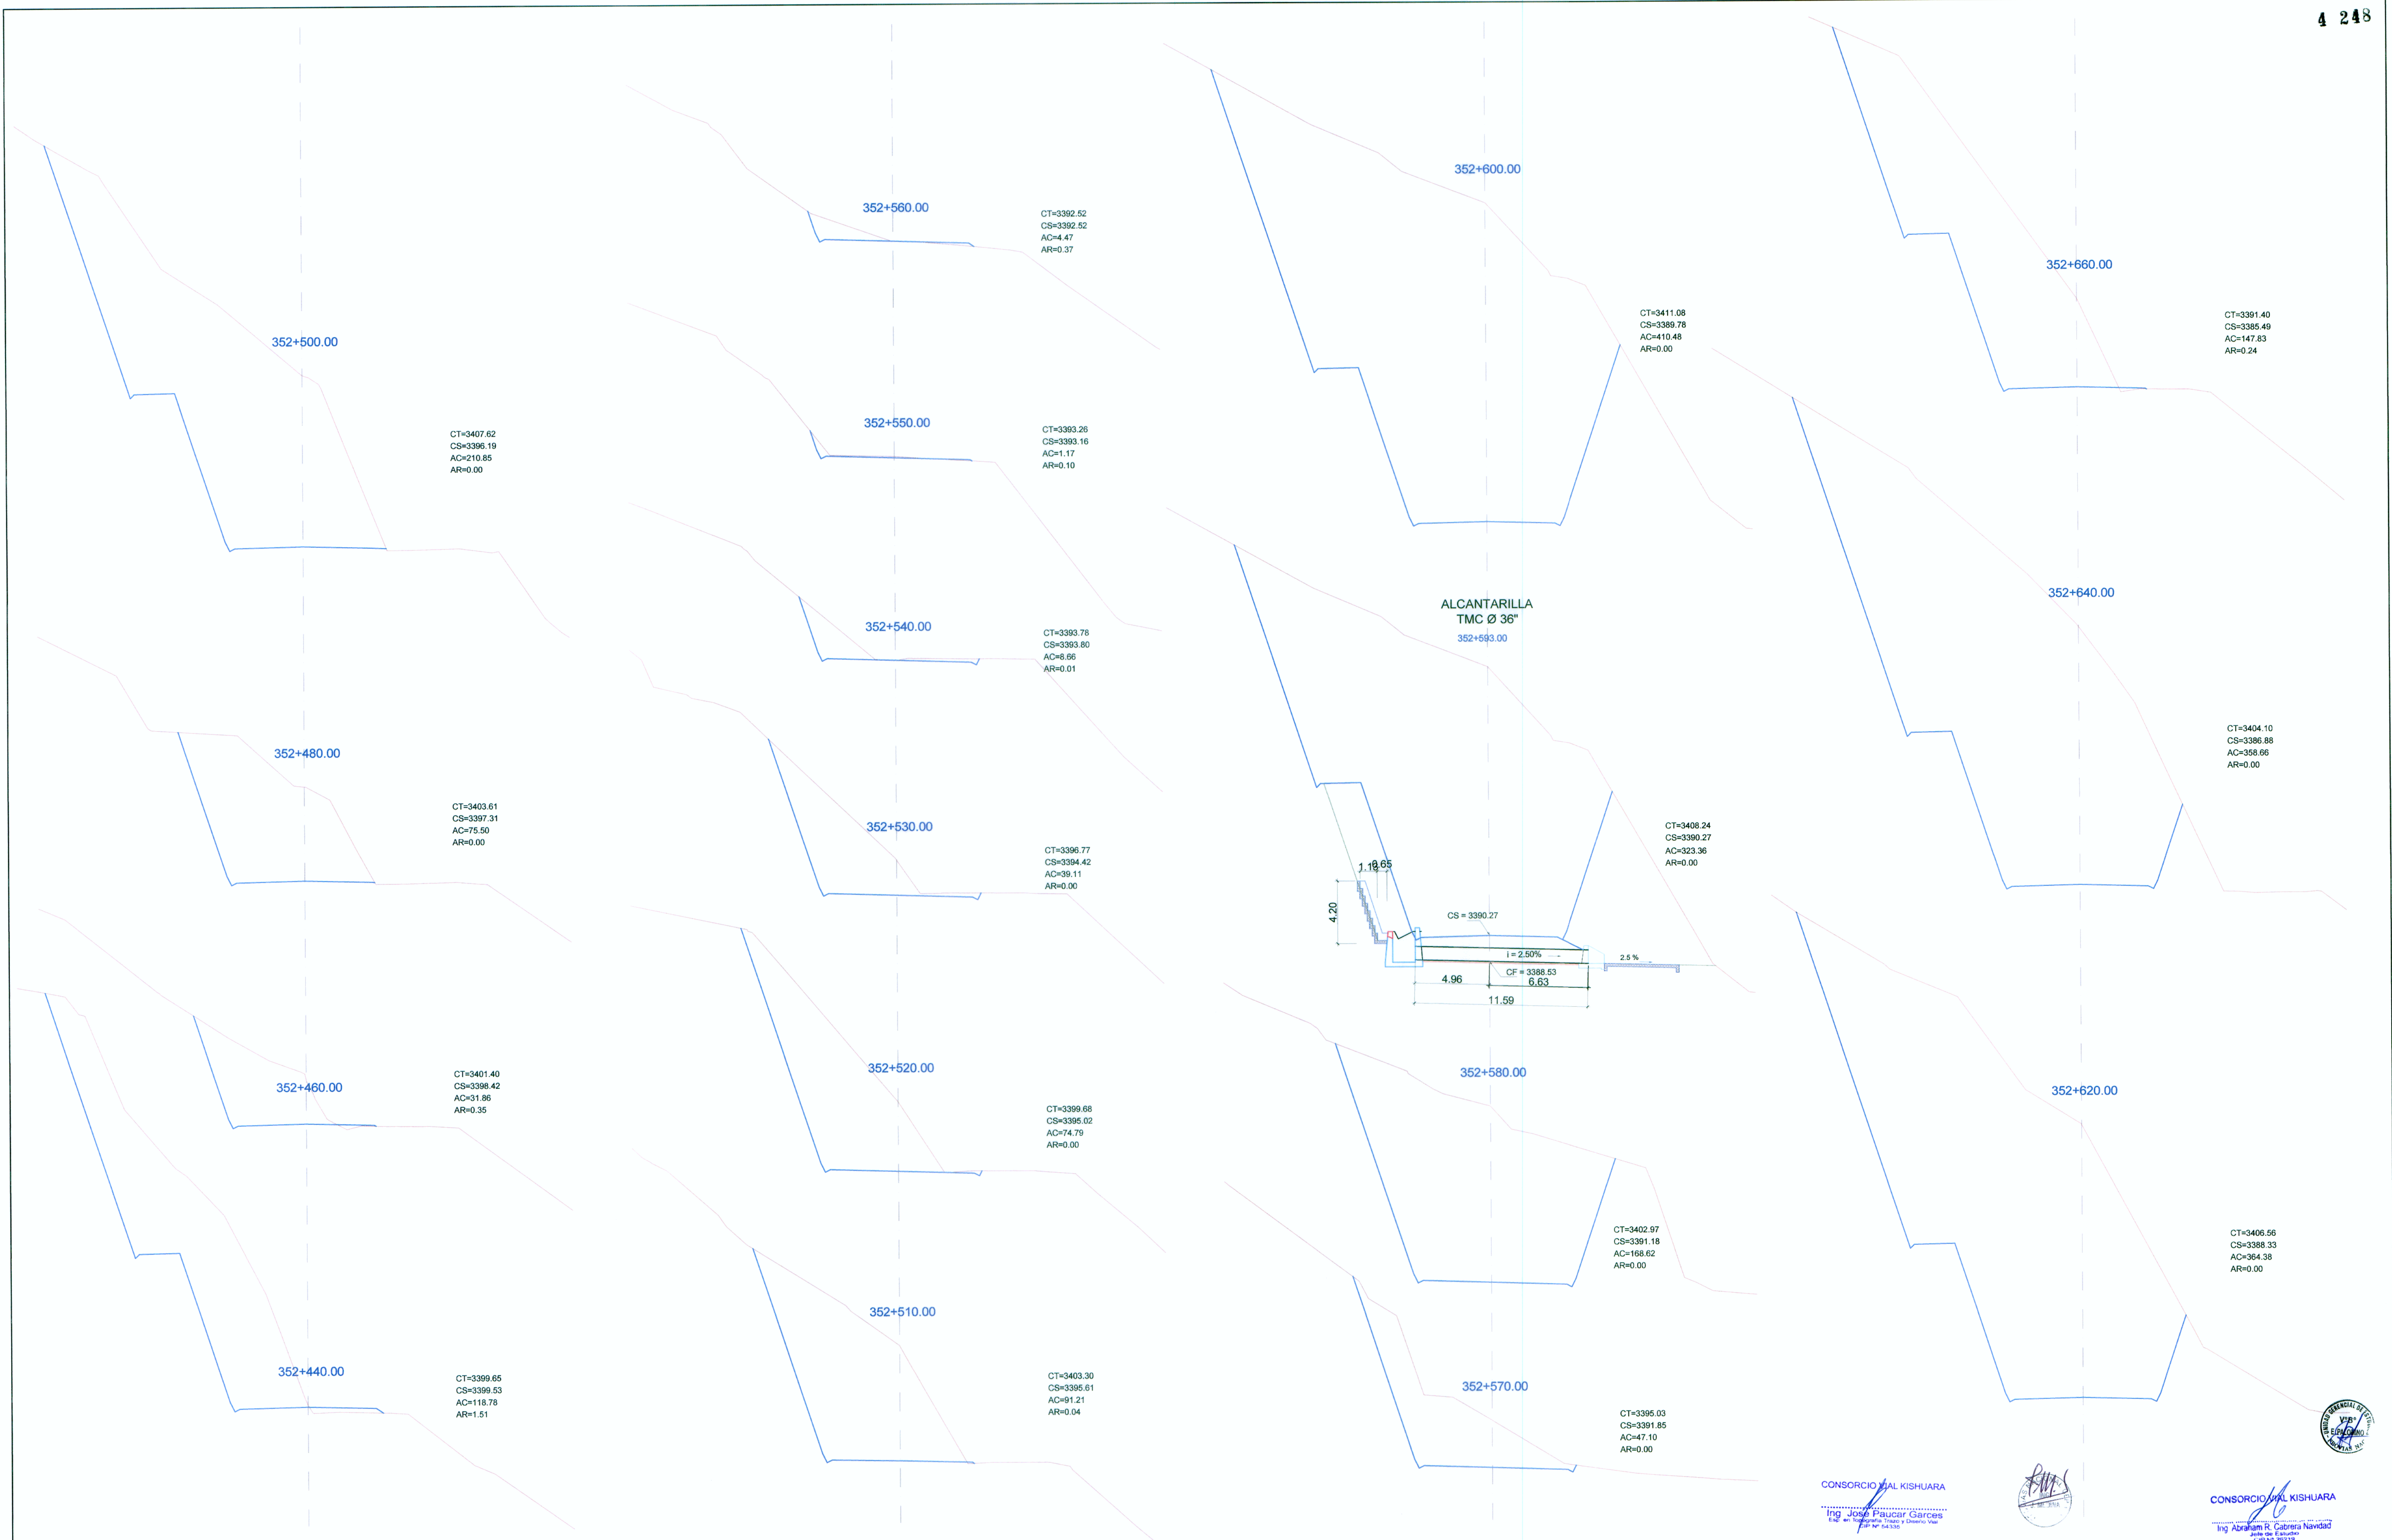 4 248
352+500.00
CT=3407.62
CS=3396.19
AC=210.85
AR=0.00
352+480.00
CT=3403.61
CS=3397.31
AC=75.50
AR=0.00
352+460.00
CT=3401.40
CS=3398.42
AC=31.86
AR=0.35
352+440.00
CT=3399.65
CS=3399.53
AC=118.78
AR=1.51
352+560.00
CT=3392.52
CS=3392.52
AC=4.47
AR=0.37
352+550.00
CT=3393.26
CS=3393.16
AC=1.17
AR=0.10
352+540.00
CT=3393.78
CS=3393.80
AC=8.66
AR=0.01
352+530.00
CT=3396.77
CS=3394.42
AC=39.11
AR=0.00
352+520.00
CT=3399.68
CS=3395.02
AC=74.79
AR=0.00
352+510.00
CT=3403.30
CS=3395.61
AC=91.21
AR=0.04
352+600.00
CT=3411.08
CS=3389.78
AC=410.48
AR=0.00
ALCANTARILLA
TMC Ø 36"
352+593.00
CT=3408.24
CS=3390.27
AC=323.36
AR=0.00
0.65
4.20
CS = 3390.27
i = 2.50%
2.5 %
CF = 3388.53
4.96
6.63
11.59
352+580.00
CT=3402.97
CS=3391.18
AC=168.62
AR=0.00
352+570.00
CT=3395.03
CS=3391.85
AC=47.10
AR=0.00
352+660.00
CT=3391.40
CS=3385.49
AC=147.83
AR=0.24
352+640.00
CT=3404.10
CS=3386.88
AC=358.66
AR=0.00
352+620.00
CT=3406.56
CS=3388.33
AC=364.38
AR=0.00
CONSORCIO VIAL KISHUARA
Ing José Paucar Garces
Esp en Topografía Trazo y Diseño Vial
CIP Nº 54335
CONSORCIO VIAL KISHUARA
Ing Abraham R. Cabrera Navidad
Jefe de Estudio